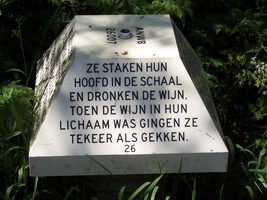 ANWB
26207
ZE STAKEN HUN
HOOFD IN DE SCHAAL
EN DRONKEN DE WIJN,
TOEN DE WIJN IN HUN
LICHAAM WAS GINGEN ZE
TEKEER ALS GEKKEN.
26